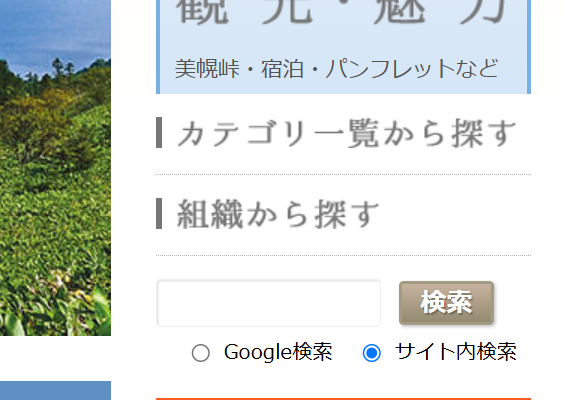 観光・魅力
美幌峠・宿泊・パンフレットなど
カテゴリ一覧から探す
組織から探す
検索
Google検索 サイト内検索